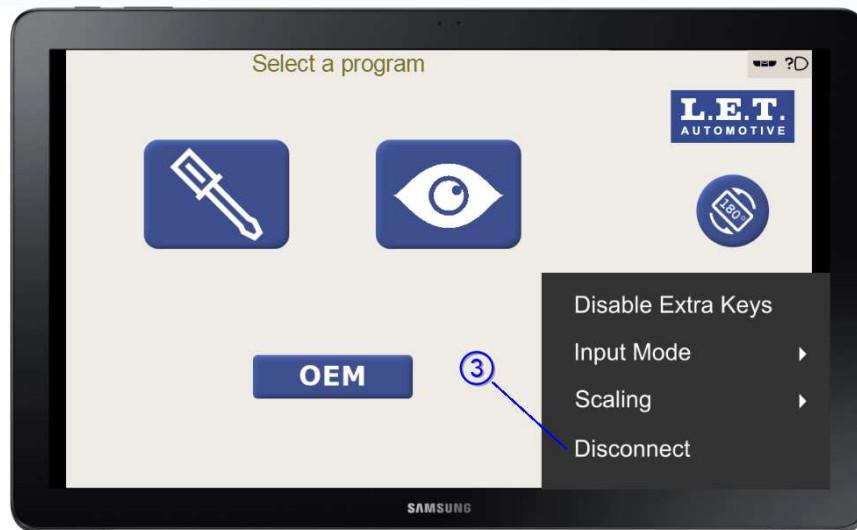 Select a program
?
L.E.T.
AUTOMOTIVE
180°
Disable Extra Keys
Input Mode
3
OEM
Scaling
Disconnect
SAMSUNG